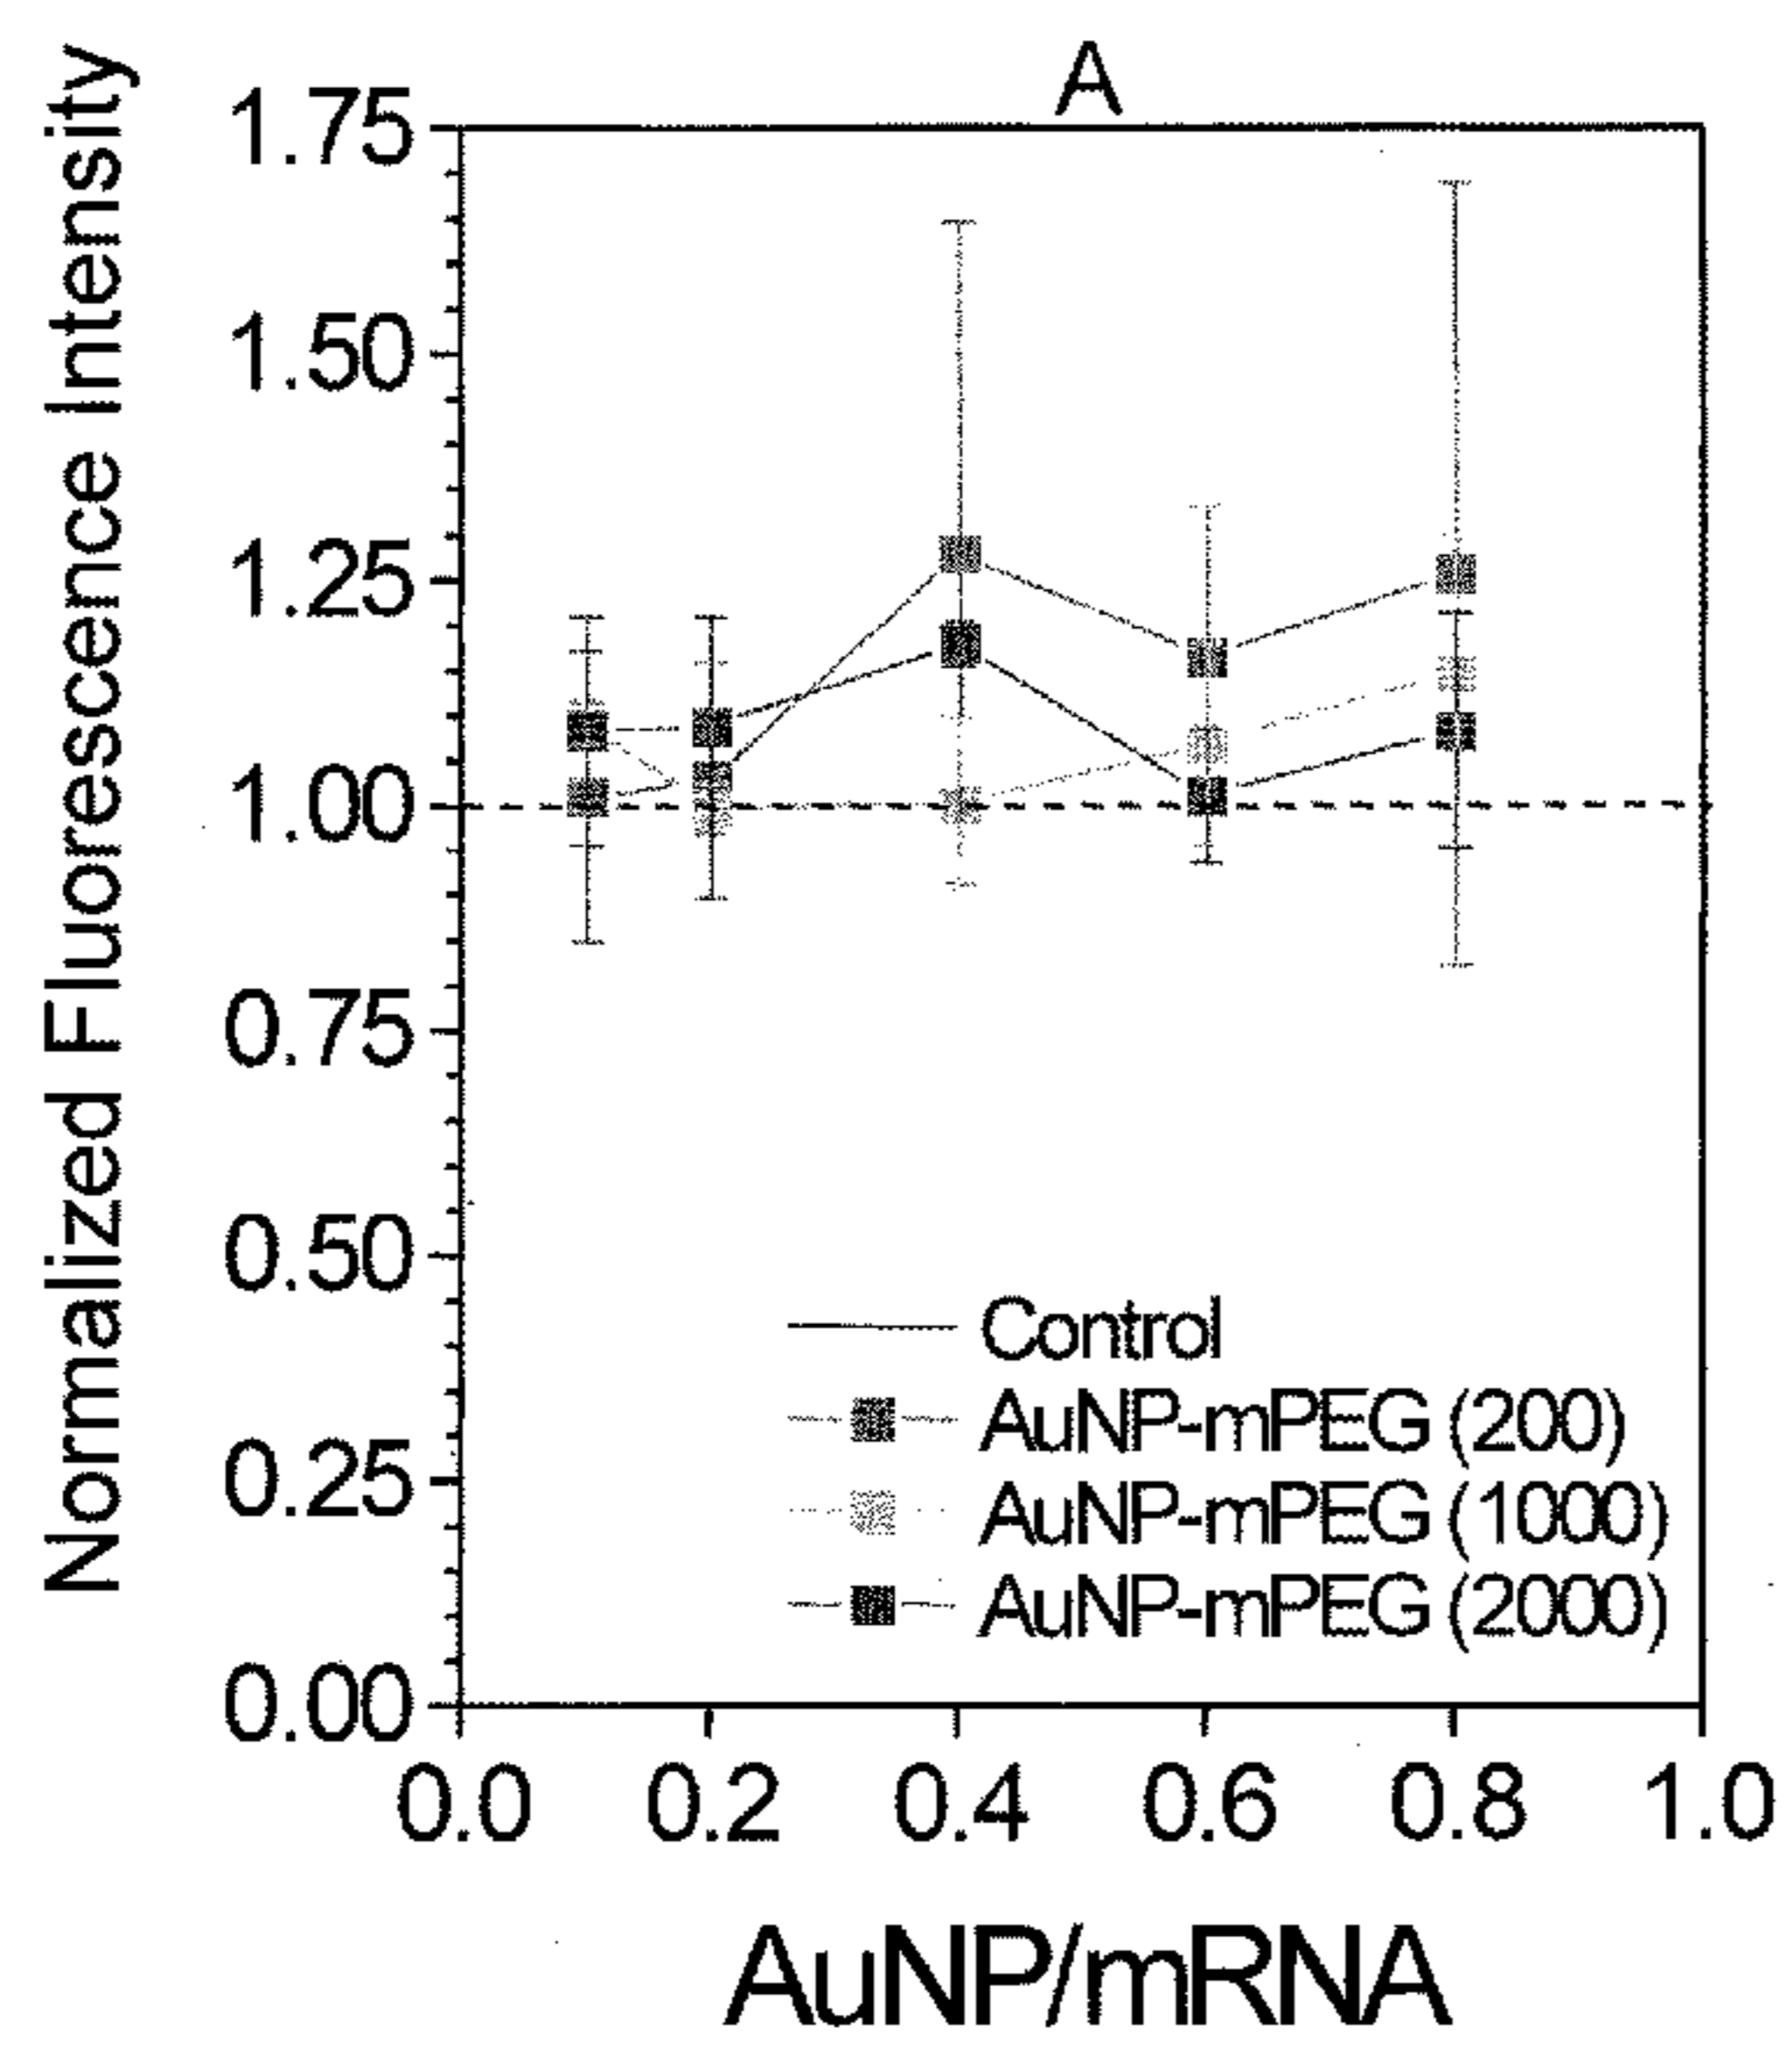 A
Normalized Fluorescence Intensity
1.75
1.50
1.25
1.00
0.75
0.50
0.25
0.00
Control
AuNP-mPEG (200)
AuNP-mPEG (1000)
AuNP-mPEG (2000)
0.0 0.2 0.4 0.6 0.8 1.0
AuNP/mRNA